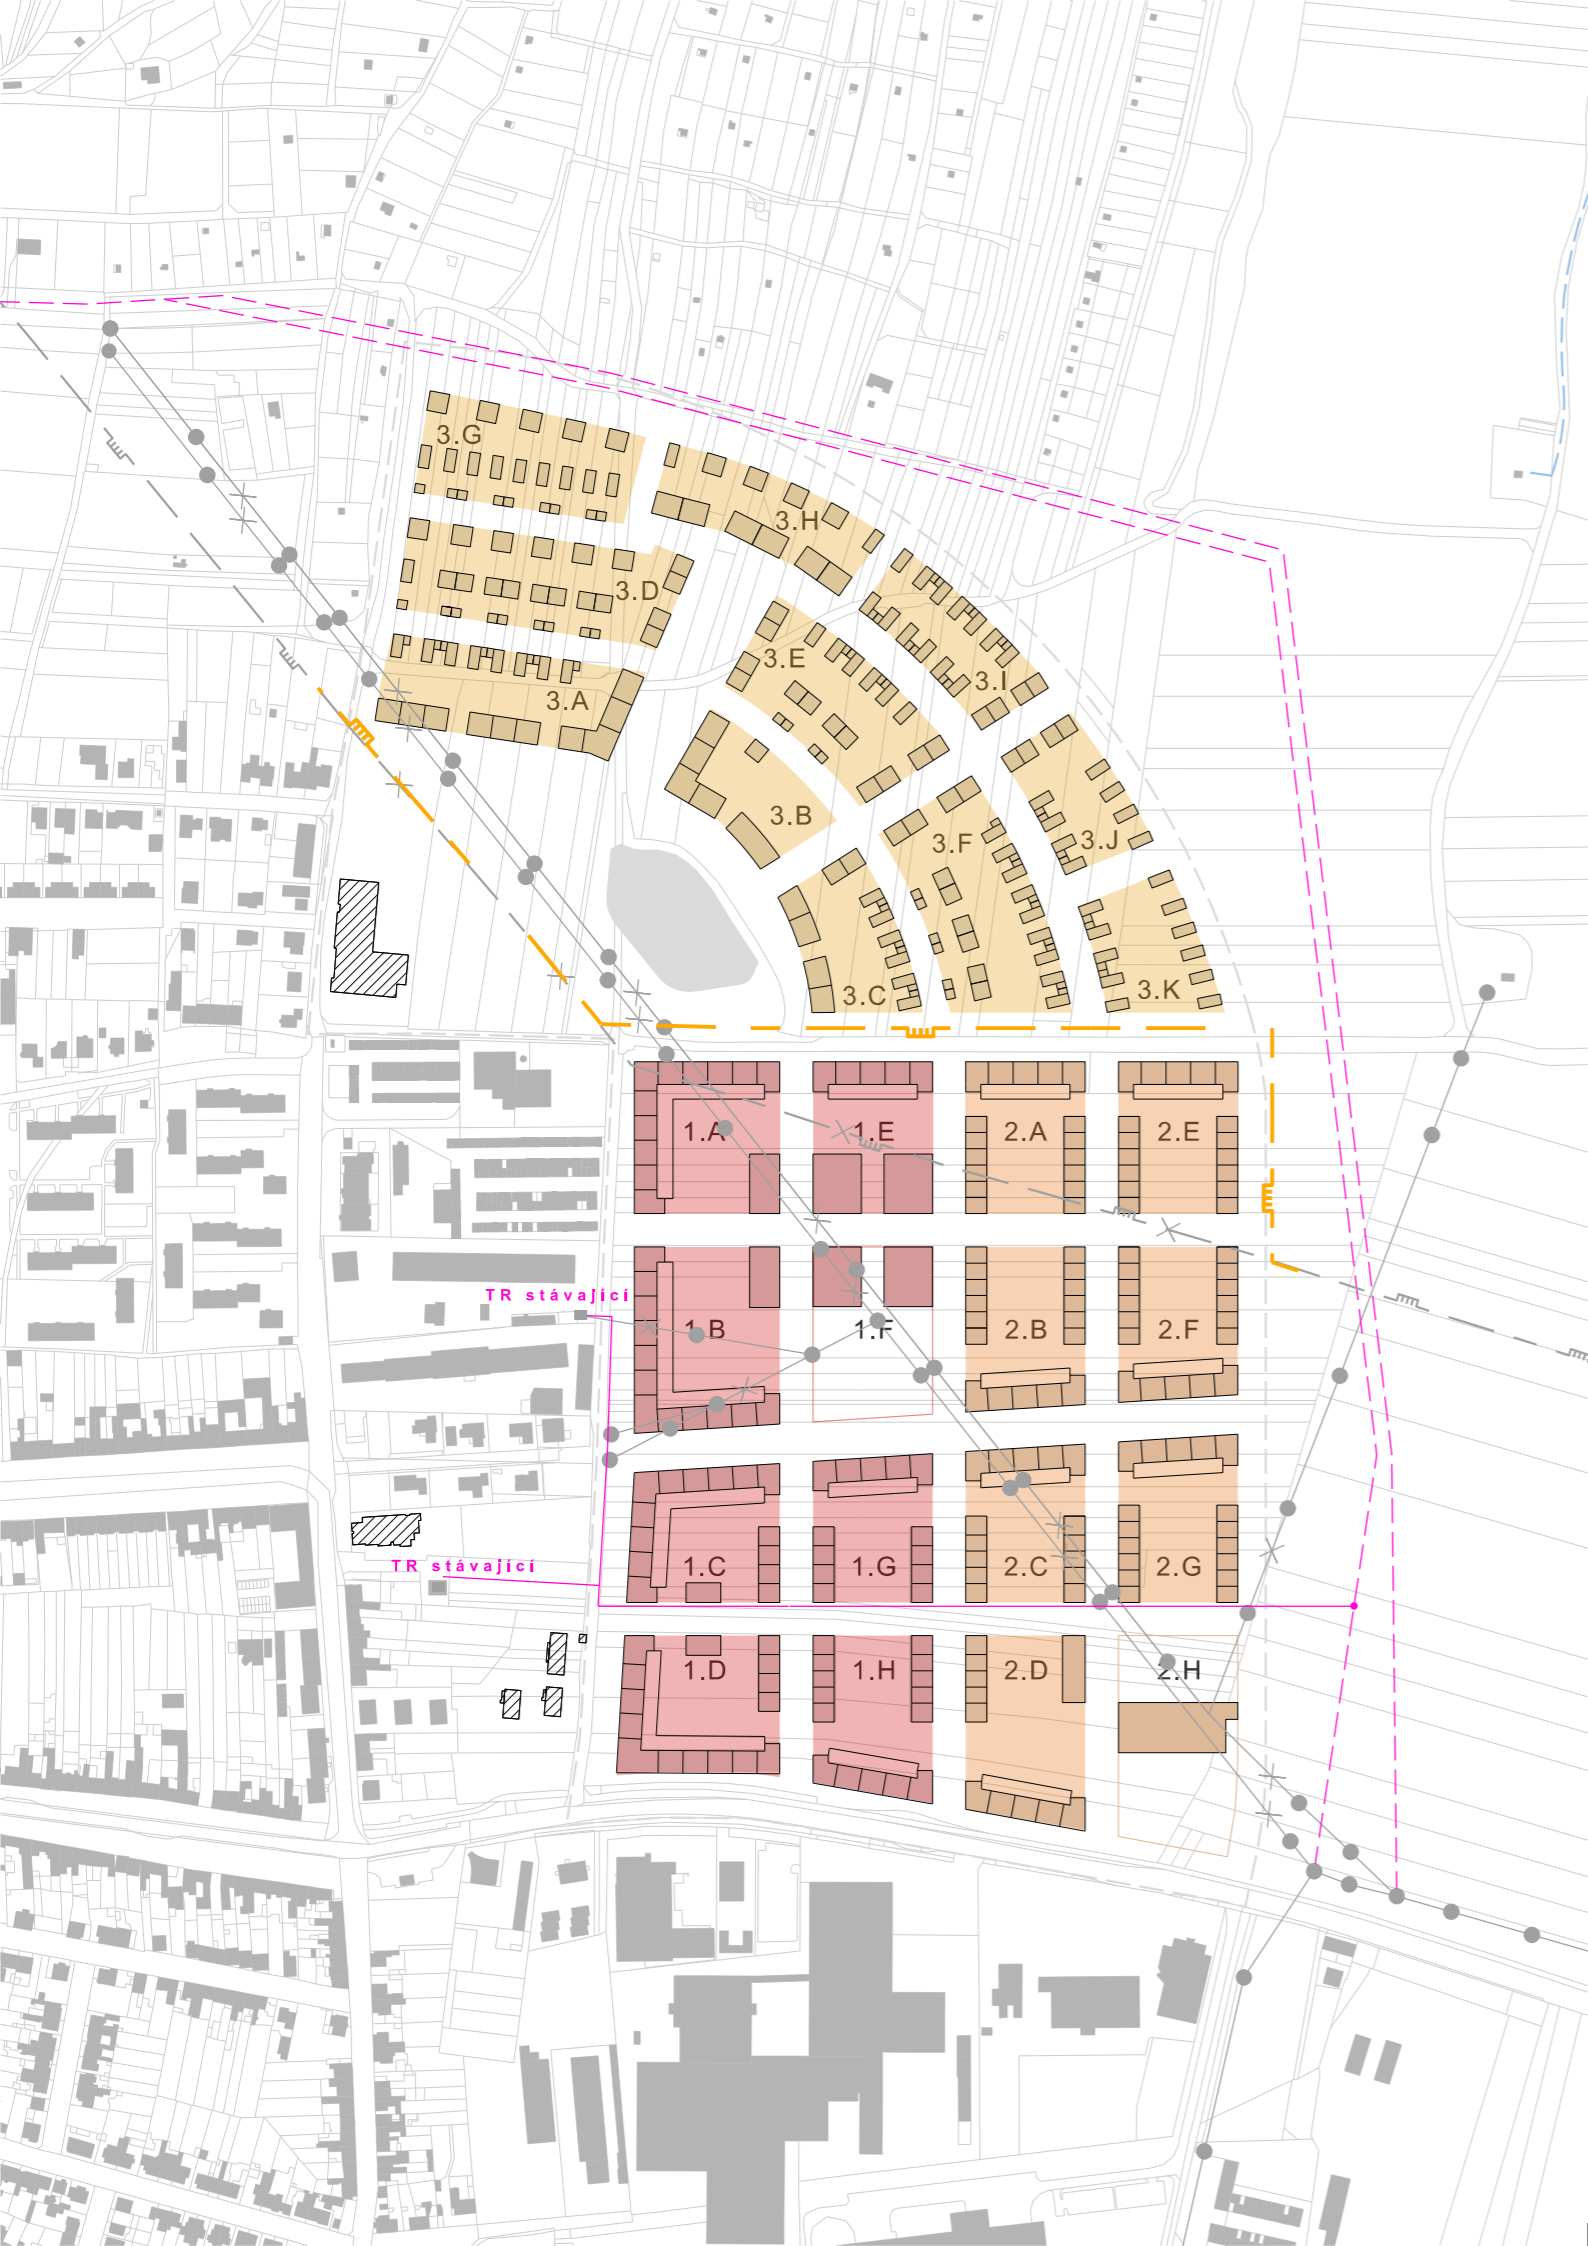 3.G
3.H
3.D
3.E
3.I
3.A
3.B
3.F
3.J
3.C
3.K
1.A
1.E
2.A
2.E
TR stávající
1.B
1.F
2.B
2.F
TR stávající
1.C
1.G
2.C
2.G
1.D
1.H
2.D
2.H